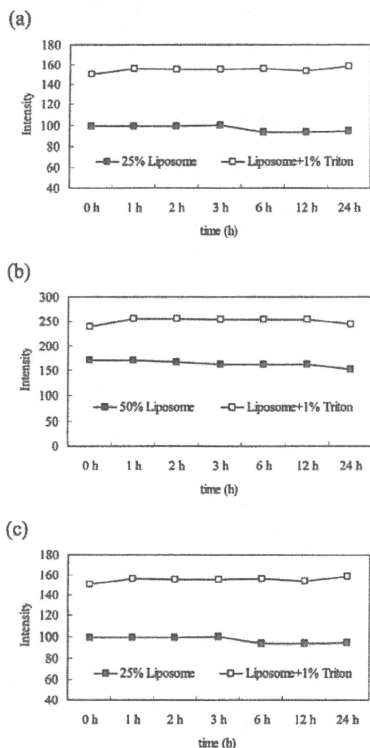 (a)
180
160
140
120
100
80
60
40
Intensity
25% Liposome
Liposome+1% Triton
0 h 1 h 2 h 3 h 6 h 12 h 24 h
time (h)
(b)
300
250
200
150
100
50
0
Intensity
50% Liposome
Liposome+1% Triton
0 h 1 h 2 h 3 h 6 h 12 h 24 h
time (h)
(c)
180
160
140
120
100
80
60
40
Intensity
25% Liposome
Liposome+1% Triton
0 h 1 h 2 h 3 h 6 h 12 h 24 h
time (h)